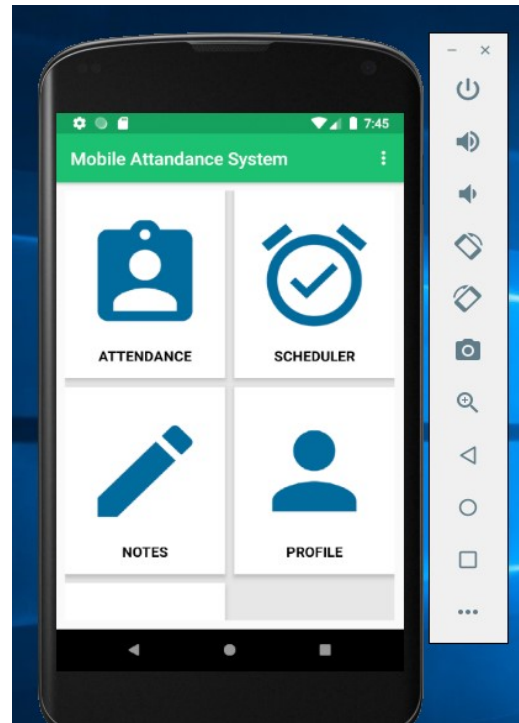 7:45
Mobile Attandance System
ATTENDANCE
SCHEDULER
NOTES
PROFILE